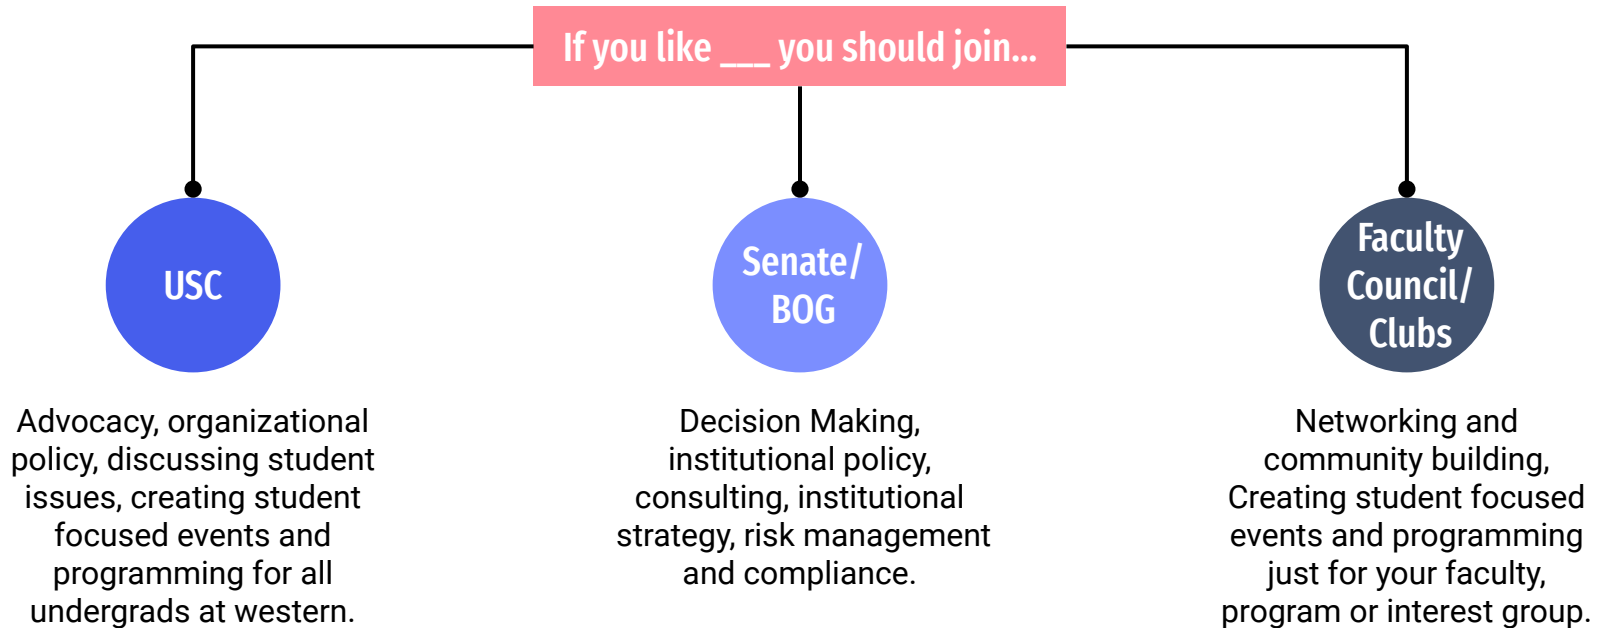 If you like ___ you should join...
USC
Advocacy, organizational
policy, discussing student
issues, creating student
focused events and
programming for all
undergrads at western.
Senate/
BOG
Decision Making,
institutional policy,
consulting, institutional
strategy, risk management
and compliance.
Faculty
Council/
Clubs
Networking and
community building,
Creating student focused
events and programming
just for your faculty,
program or interest group.